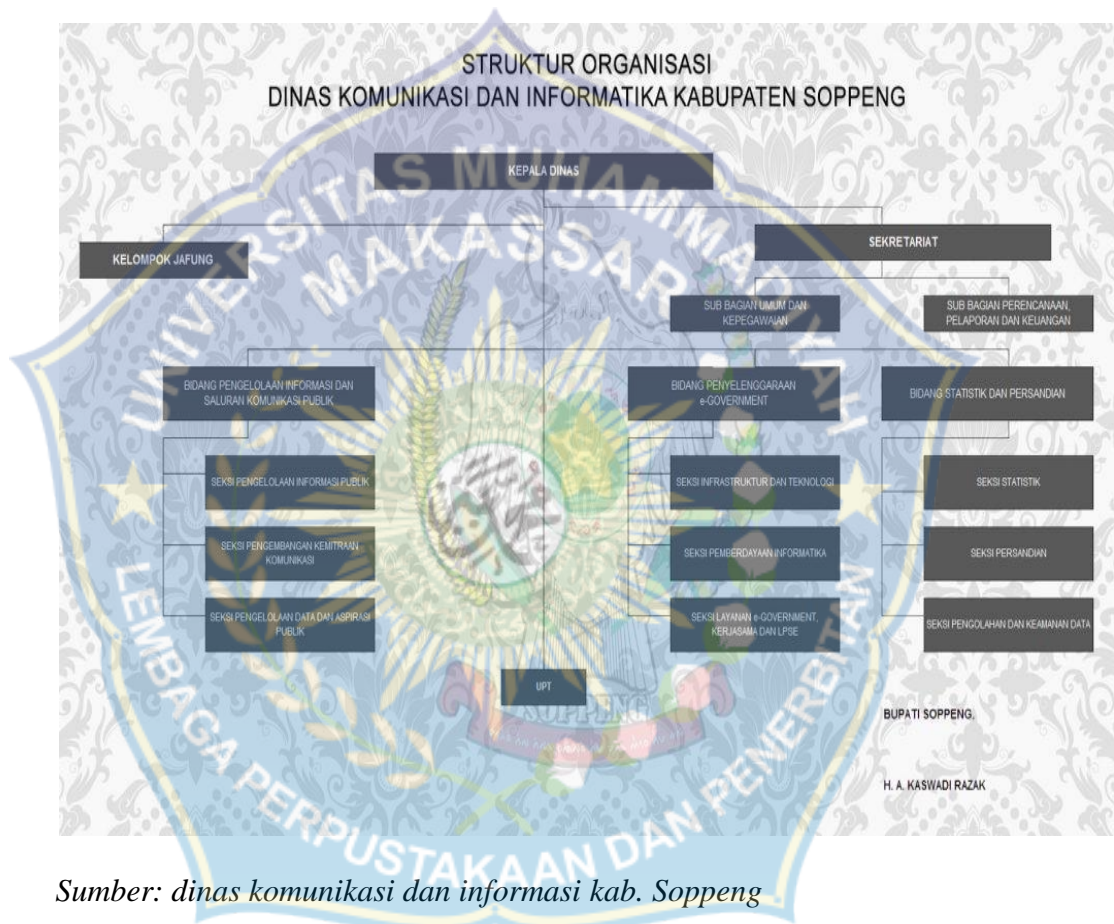 STRUKTUR ORGANISASI
DINAS KOMUNIKASI DAN INFORMATIKA KABUPATEN SOPPENG
KEPALA DINAS
KELOMPOK JAFUNG
SEKRETARIAT
SUB BAGIAN UMUM DAN
KEPEGAWAIAN
SUB BAGIAN PERENCANAAN,
PELAPORAN DAN KEUANGAN
BIDANG PENGELOLAAN INFORMASI DAN
SALURAN KOMUNIKASI PUBLIK
BIDANG PENYELENGGARAAN
e-GOVERNMENT
BIDANG STATISTIK DAN PERSANDIAN
SEKSI PENGELOLAAN INFORMASI PUBLIK
SEKSI INFRASTRUKTUR DAN TEKNOLOGI
SEKSI STATISTIK
SEKSI PENGEMBANGAN KEMITRAAN
KOMUNIKASI
SEKSI PEMBERDAYAAN INFORMATIKA
SEKSI PERSANDIAN
SEKSI PENGELOLAAN DATA DAN ASPIRASI
PUBLIK
SEKSI LAYANAN e-GOVERNMENT,
KERJASAMA DAN LPSE
SEKSI PENGOLAHAN DAN KEAMANAN DATA
UPT
SOPPENG
BUPATI SOPPENG,
H. A. KASWADI RAZAK
UNIVERSITAS MUHAMMADIYAH
MAKASSAR
LEMBAGA PERPUSTAKAAN DAN PENERBITAN
Sumber: dinas komunikasi dan informasi kab. Soppeng